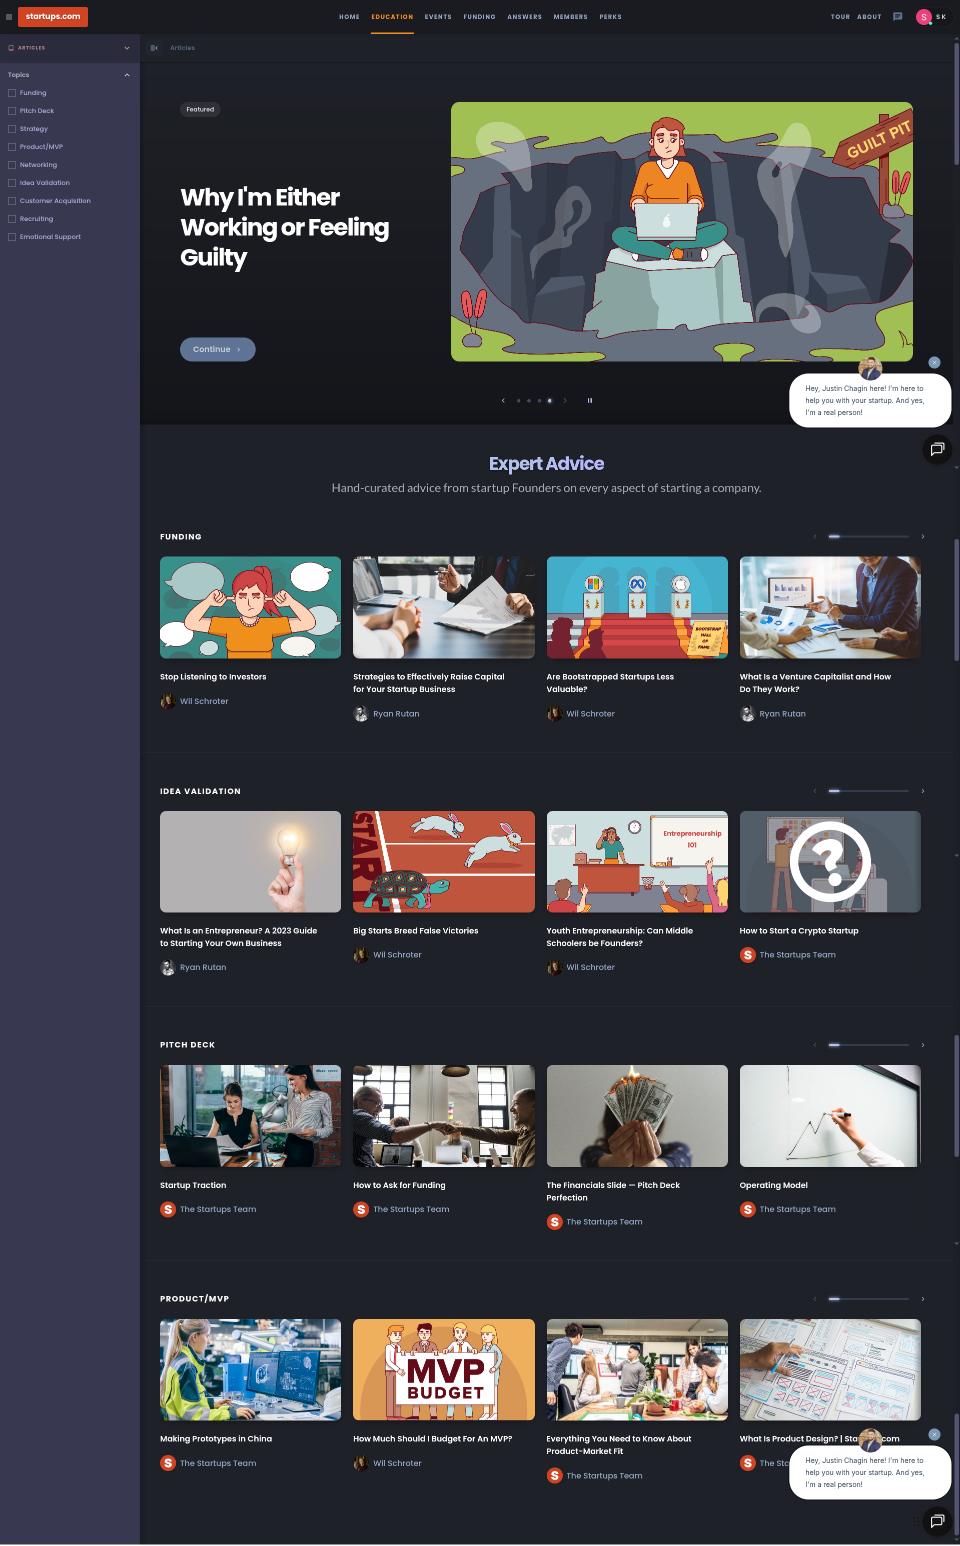 startups.com
HOME EDUCATION EVENTS FUNDING ANSWERS MEMBERS PERKS
TOUR ABOUT
S SK
ARTICLES
Articles
Topics
Funding
Pitch Deck
Strategy
Product/MVP
Networking
Idea Validation
Customer Acquisition
Recruiting
Emotional Support
Featured
Why I'm Either
Working or Feeling
Guilty
Continue
GUILT PIT
Hey, Justin Chagin here! I'm here to
help you with your startup. And yes,
I'm a real person!
Expert Advice
Hand-curated advice from startup Founders on every aspect of starting a company.
FUNDING
BOOTSTRAP
HALL
OF
FAME
Stop Listening to Investors
Wil Schroter
Strategies to Effectively Raise Capital
for Your Startup Business
Ryan Rutan
Are Bootstrapped Startups Less
Valuable?
Wil Schroter
What Is a Venture Capitalist and How
Do They Work?
Ryan Rutan
IDEA VALIDATION
START
Entrepreneurship
101
?
What Is an Entrepreneur? A 2023 Guide
to Starting Your Own Business
Ryan Rutan
Big Starts Breed False Victories
Wil Schroter
Youth Entrepreneurship: Can Middle
Schoolers be Founders?
Wil Schroter
How to Start a Crypto Startup
S The Startups Team
PITCH DECK
Startup Traction
S The Startups Team
How to Ask for Funding
S The Startups Team
The Financials Slide — Pitch Deck
Perfection
S The Startups Team
Operating Model
S The Startups Team
PRODUCT/MVP
MVP
BUDGET
Making Prototypes in China
S The Startups Team
How Much Should I Budget For An MVP?
Wil Schroter
Everything You Need to Know About
Product-Market Fit
S The Startups Team
What Is Product Design? | Sta com
S The Stc
Hey, Justin Chagin here! I'm here to
help you with your startup. And yes,
I'm a real person!